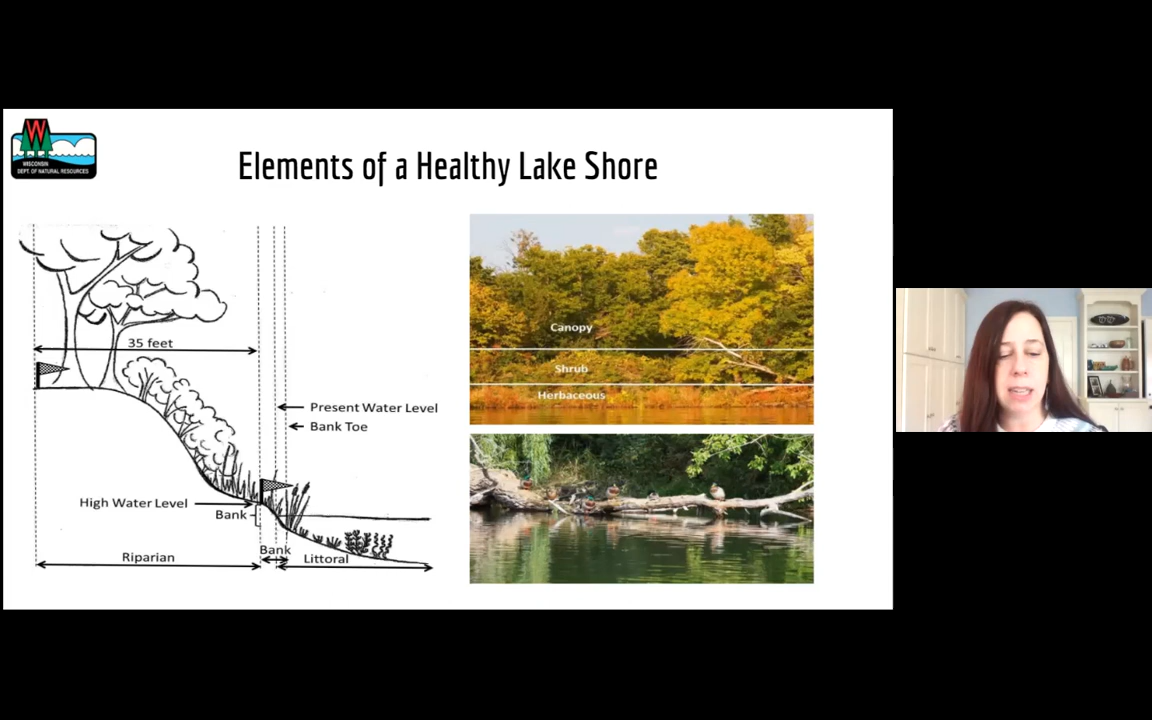 WISCONSIN
DEPT. OF NATURAL RESOURCES
Elements of a Healthy Lake Shore
35 feet
Present Water Level
Bank Toe
High Water Level
Bank
Bank
Riparian
Littoral
Canopy
Shrub
Herbaceous